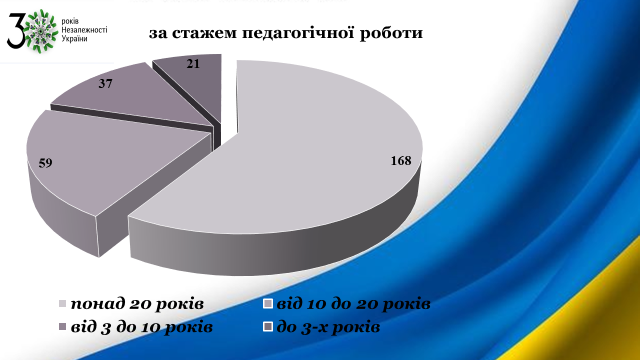 30 років
Незалежності
України
за стажем педагогічної роботи
21
37
59
168
понад 20 років
від 10 до 20 років
від 3 до 10 років
до 3-х років